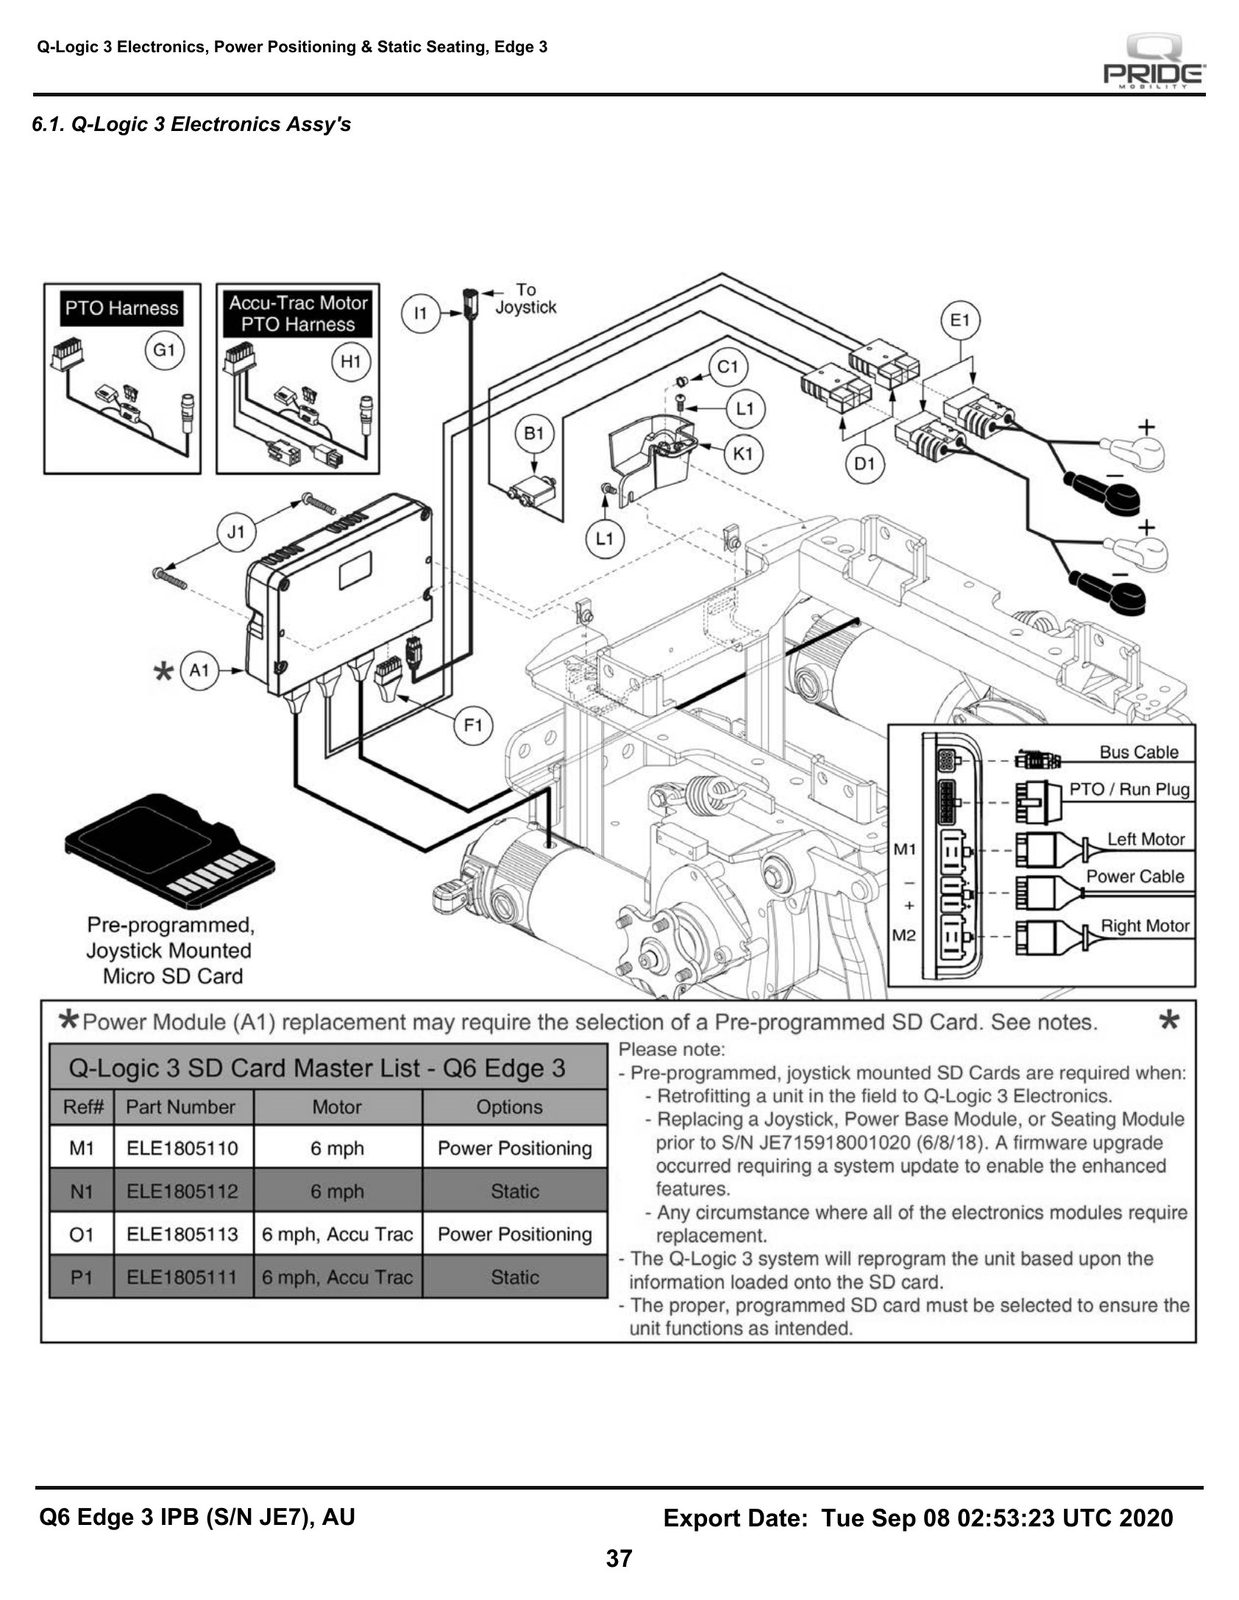 Q-Logic 3 Electronics, Power Positioning & Static Seating, Edge 3
Q
PRIDE
MOBILITY
6.1. Q-Logic 3 Electronics Assy's
PTO Harness
G1
Accu-Trac Motor
PTO Harness
H1
I1
To
Joystick
E1
C1
L1
B1
K1
D1
+
−
J1
L1
+
−
* A1
F1
Bus Cable
PTO / Run Plug
M1
Left Motor
−
Power Cable
+
M2
Right Motor
Pre-programmed,
Joystick Mounted
Micro SD Card
*Power Module (A1) replacement may require the selection of a Pre-programmed SD Card. See notes. *
Q-Logic 3 SD Card Master List - Q6 Edge 3
Ref# Part Number Motor Options
M1 ELE1805110 6 mph Power Positioning
N1 ELE1805112 6 mph Static
O1 ELE1805113 6 mph, Accu Trac Power Positioning
P1 ELE1805111 6 mph, Accu Trac Static
Please note:
- Pre-programmed, joystick mounted SD Cards are required when:
- Retrofitting a unit in the field to Q-Logic 3 Electronics.
- Replacing a Joystick, Power Base Module, or Seating Module
prior to S/N JE715918001020 (6/8/18). A firmware upgrade
occurred requiring a system update to enable the enhanced
features.
- Any circumstance where all of the electronics modules require
replacement.
- The Q-Logic 3 system will reprogram the unit based upon the
information loaded onto the SD card.
- The proper, programmed SD card must be selected to ensure the
unit functions as intended.
Q6 Edge 3 IPB (S/N JE7), AU
Export Date: Tue Sep 08 02:53:23 UTC 2020
37